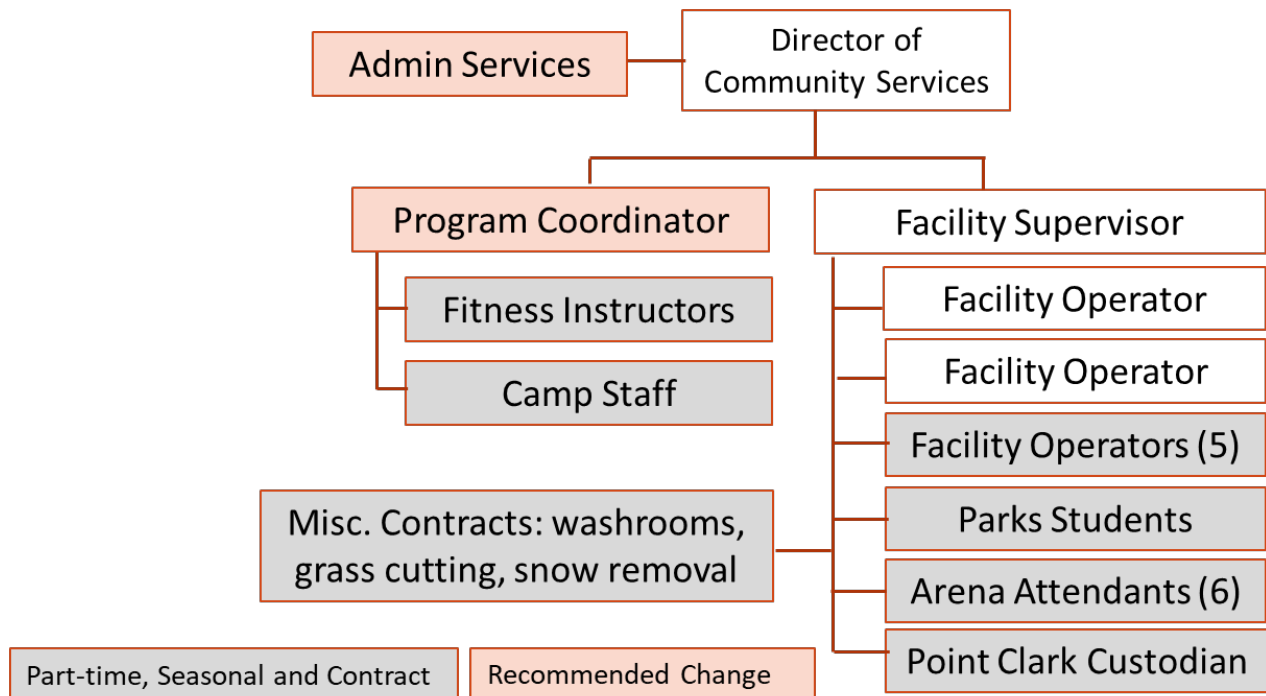 Admin Services
Director of
Community Services
Program Coordinator
Facility Supervisor
Fitness Instructors
Camp Staff
Misc. Contracts: washrooms,
grass cutting, snow removal
Facility Operator
Facility Operator
Facility Operators (5)
Parks Students
Arena Attendants (6)
Point Clark Custodian
Part-time, Seasonal and Contract
Recommended Change